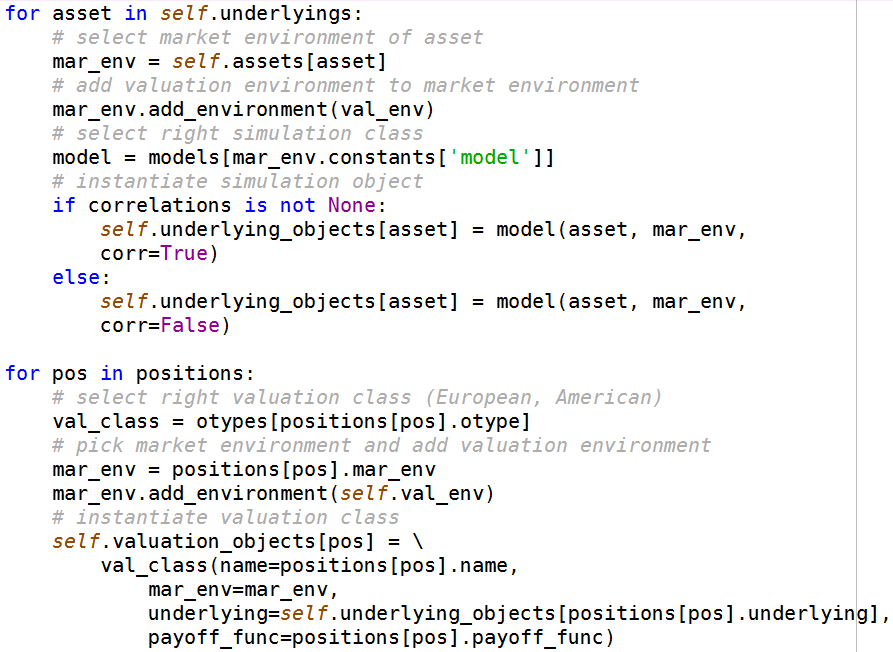 for asset in self.underlyings:
    # select market environment of asset
    mar_env = self.assets[asset]
    # add valuation environment to market environment
    mar_env.add_environment(val_env)
    # select right simulation class
    model = models[mar_env.constants['model']]
    # instantiate simulation object
    if correlations is not None:
        self.underlying_objects[asset] = model(asset, mar_env,
        corr=True)
    else:
        self.underlying_objects[asset] = model(asset, mar_env,
        corr=False)

for pos in positions:
    # select right valuation class (European, American)
    val_class = otypes[positions[pos].otype]
    # pick market environment and add valuation environment
    mar_env = positions[pos].mar_env
    mar_env.add_environment(self.val_env)
    # instantiate valuation class
    self.valuation_objects[pos] = \
        val_class(name=positions[pos].name,
            mar_env=mar_env,
            underlying=self.underlying_objects[positions[pos].underlying],
            payoff_func=positions[pos].payoff_func)